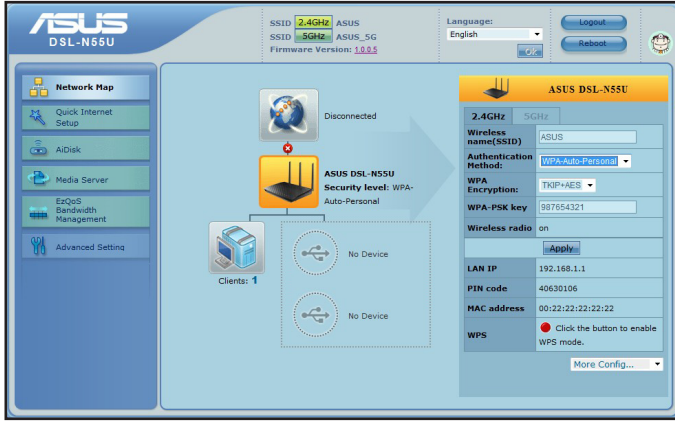 ASUS
DSL-N55U
SSID 2.4GHz ASUS
SSID 5GHz ASUS_5G
Firmware Version: 1.0.0.5
Language:
English
Ok
Logout
Reboot
Network Map
Quick Internet
Setup
AiDisk
Media Server
EzQoS
Bandwidth
Management
Advanced Setting
Disconnected
ASUS DSL-N55U
Security level: WPA-
Auto-Personal
Clients: 1
No Device
No Device
ASUS DSL-N55U
2.4GHz 5GHz
Wireless
name(SSID) ASUS
Authentication
Method: WPA-Auto-Personal
WPA
Encryption: TKIP+AES
WPA-PSK key 987654321
Wireless radio on
Apply
LAN IP 192.168.1.1
PIN code 40630106
MAC address 00:22:22:22:22:22
WPS Click the button to enable
WPS mode.
More Config...